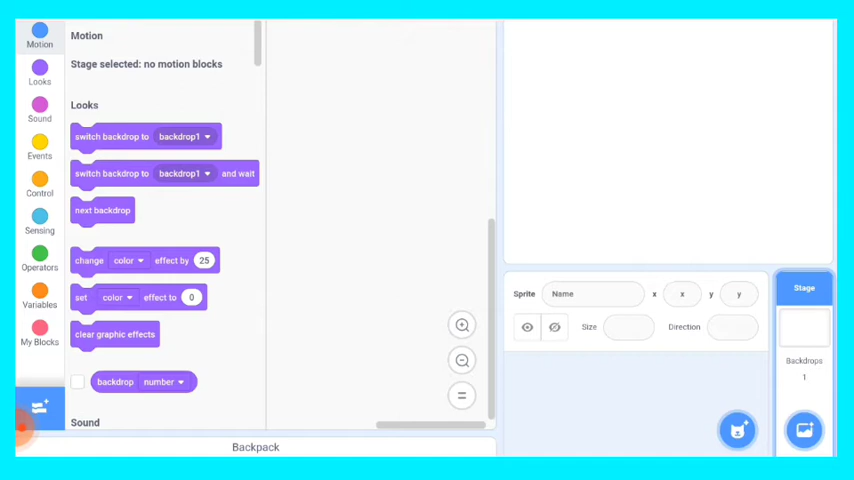 Motion
Looks
Sound
Events
Control
Sensing
Operators
Variables
My Blocks
Motion
Stage selected: no motion blocks
Looks
switch backdrop to backdrop1
switch backdrop to backdrop1 and wait
next backdrop
change color effect by 25
set color effect to 0
clear graphic effects
backdrop number
Sound
Backpack
Sprite Name x x y y
Size Direction
Stage
Backdrops
1